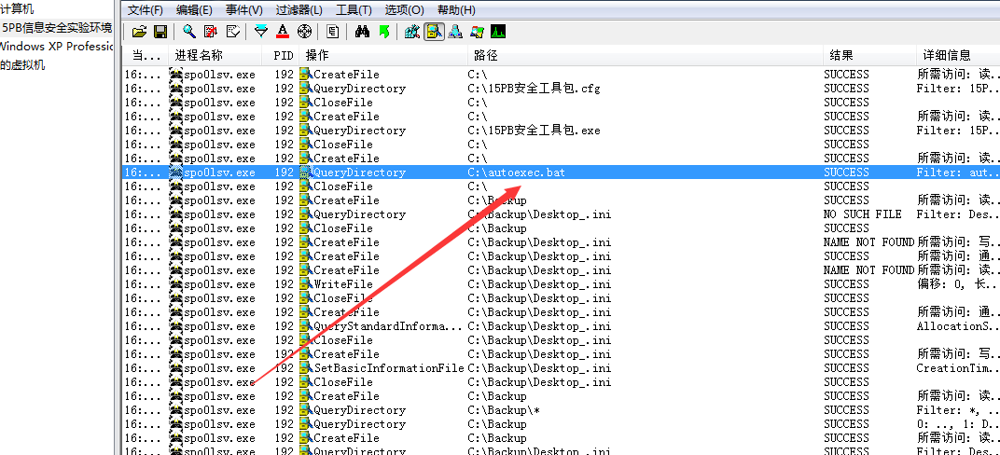 计算机
15PB信息安全实验环境
Windows XP Professio
的虚拟机
文件(F) 编辑(E) 事件(V) 过滤器(L) 工具(T) 选项(O) 帮助(H)
当... 进程名称 PID 操作 路径 结果 详细信息
16:... spo0lsv.exe 192 CreateFile C:\ SUCCESS 所需访问: 读...
16:... spo0lsv.exe 192 QueryDirectory C:\15PB安全工具包.cfg SUCCESS Filter: 15P...
16:... spo0lsv.exe 192 CloseFile C:\ SUCCESS
16:... spo0lsv.exe 192 CreateFile C:\ SUCCESS 所需访问: 读...
16:... spo0lsv.exe 192 QueryDirectory C:\15PB安全工具包.exe SUCCESS Filter: 15P...
16:... spo0lsv.exe 192 CloseFile C:\ SUCCESS
16:... spo0lsv.exe 192 CreateFile C:\ SUCCESS 所需访问: 读...
16:... spo0lsv.exe 192 QueryDirectory C:\autoexec.bat SUCCESS Filter: aut...
16:... spo0lsv.exe 192 CloseFile C:\ SUCCESS
16:... spo0lsv.exe 192 CreateFile C:\Backup SUCCESS 所需访问: 读...
16:... spo0lsv.exe 192 QueryDirectory C:\Backup\Desktop_.ini NO SUCH FILE Filter: Des...
16:... spo0lsv.exe 192 CloseFile C:\Backup SUCCESS
16:... spo0lsv.exe 192 CreateFile C:\Backup\Desktop_.ini NAME NOT FOUND 所需访问: 写...
16:... spo0lsv.exe 192 CreateFile C:\Backup\Desktop_.ini SUCCESS 所需访问: 通...
16:... spo0lsv.exe 192 CreateFile C:\Backup\Desktop_.ini NAME NOT FOUND 所需访问: 读...
16:... spo0lsv.exe 192 WriteFile C:\Backup\Desktop_.ini SUCCESS 偏移: 0, 长...
16:... spo0lsv.exe 192 CloseFile C:\Backup\Desktop_.ini SUCCESS
16:... spo0lsv.exe 192 CreateFile C:\Backup\Desktop_.ini SUCCESS 所需访问: 通...
16:... spo0lsv.exe 192 QueryStandardInforma... C:\Backup\Desktop_.ini SUCCESS AllocationS...
16:... spo0lsv.exe 192 CloseFile C:\Backup\Desktop_.ini SUCCESS
16:... spo0lsv.exe 192 CreateFile C:\Backup\Desktop_.ini SUCCESS 所需访问: 写...
16:... spo0lsv.exe 192 SetBasicInformationFile C:\Backup\Desktop_.ini SUCCESS CreationTim...
16:... spo0lsv.exe 192 CloseFile C:\Backup\Desktop_.ini SUCCESS
16:... spo0lsv.exe 192 CreateFile C:\Backup SUCCESS 所需访问: 读...
16:... spo0lsv.exe 192 QueryDirectory C:\Backup\* SUCCESS Filter: *, ...
16:... spo0lsv.exe 192 QueryDirectory C:\Backup SUCCESS 0: .., 1: D...
16:... spo0lsv.exe 192 CreateFile C:\Backup SUCCESS 所需访问: 读...
16:... spo0lsv.exe 192 QueryDirectory C:\Backup\Desktop_.ini SUCCESS Filter: Des...